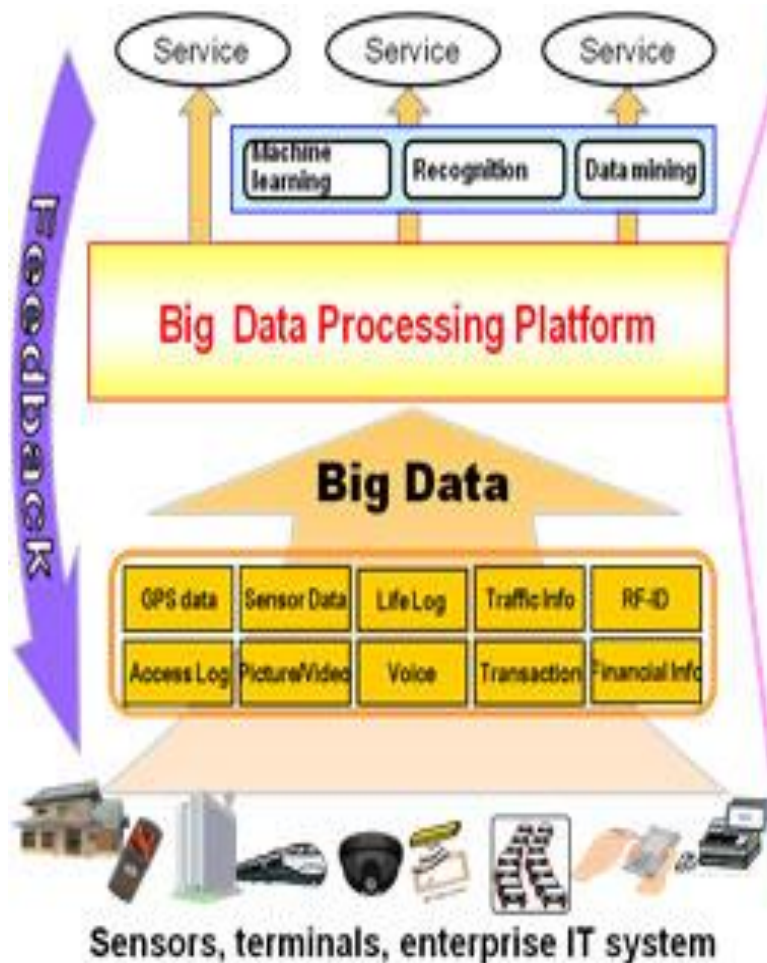 Service Service Service
Machine learning Recognition Data mining
Feedback
Big Data Processing Platform
Big Data
GPS data Sensor Data Life Log Traffic Info RF-ID
Access Log Picture/Video Voice Transaction Financial Info
Sensors, terminals, enterprise IT system